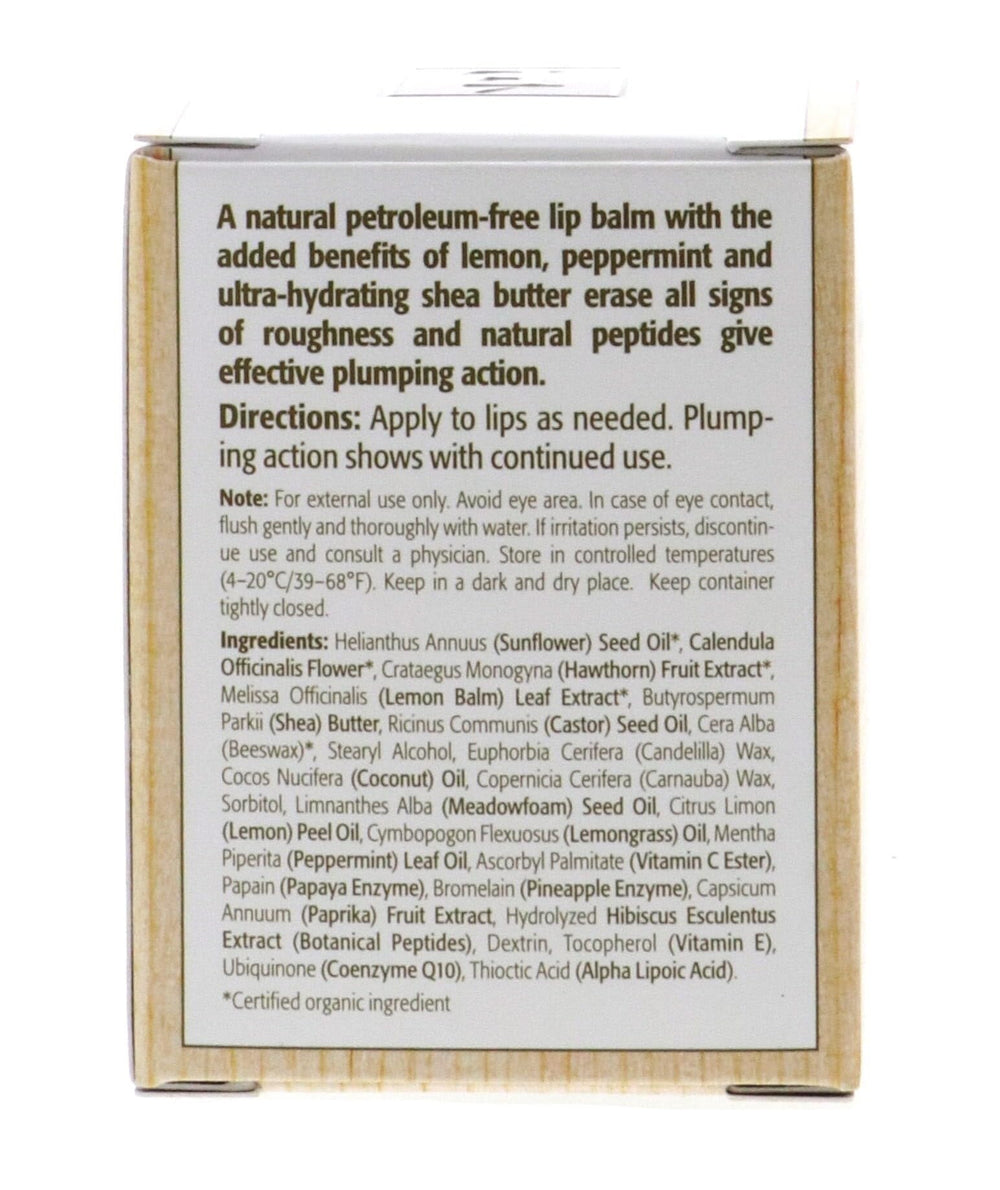 A natural petroleum-free lip balm with the
added benefits of lemon, peppermint and
ultra-hydrating shea butter erase all signs
of roughness and natural peptides give
effective plumping action.
Directions: Apply to lips as needed. Plump-
ing action shows with continued use.
Note: For external use only. Avoid eye area. In case of eye contact,
flush gently and thoroughly with water. If irritation persists, discontin-
ue use and consult a physician. Store in controlled temperatures
(4–20°C/39–68°F). Keep in a dark and dry place. Keep container
tightly closed.
Ingredients: Helianthus Annuus (Sunflower) Seed Oil*, Calendula
Officinalis Flower*, Crataegus Monogyna (Hawthorn) Fruit Extract*,
Melissa Officinalis (Lemon Balm) Leaf Extract*, Butyrospermum
Parkii (Shea) Butter, Ricinus Communis (Castor) Seed Oil, Cera Alba
(Beeswax)*, Stearyl Alcohol, Euphorbia Cerifera (Candelilla) Wax,
Cocos Nucifera (Coconut) Oil, Copernicia Cerifera (Carnauba) Wax,
Sorbitol, Limnanthes Alba (Meadowfoam) Seed Oil, Citrus Limon
(Lemon) Peel Oil, Cymbopogon Flexuosus (Lemongrass) Oil, Mentha
Piperita (Peppermint) Leaf Oil, Ascorbyl Palmitate (Vitamin C Ester),
Papain (Papaya Enzyme), Bromelain (Pineapple Enzyme), Capsicum
Annuum (Paprika) Fruit Extract, Hydrolyzed Hibiscus Esculentus
Extract (Botanical Peptides), Dextrin, Tocopherol (Vitamin E),
Ubiquinone (Coenzyme Q10), Thioctic Acid (Alpha Lipoic Acid).
*Certified organic ingredient